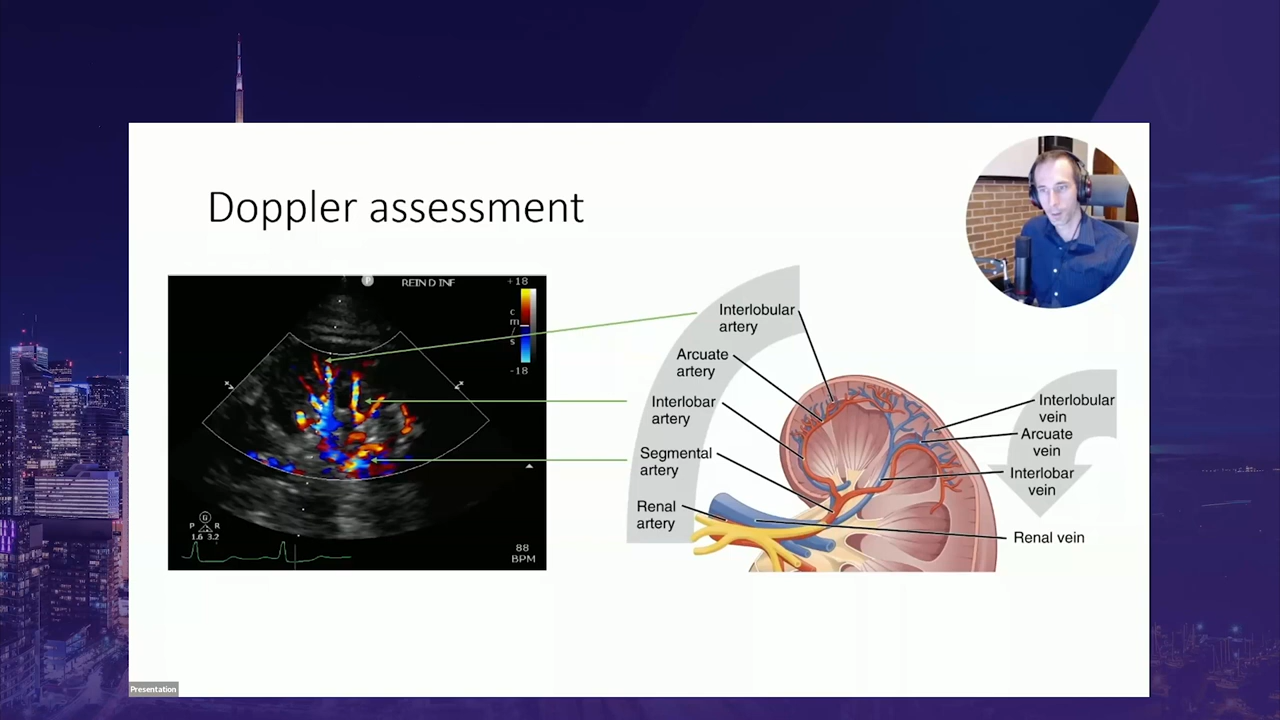 Doppler assessment
P
REIN D INF
+18
c
m
s
-18
P R
1.6 3.2
88
BPM
Interlobular
artery
Arcuate
artery
Interlobar
artery
Segmental
artery
Renal
artery
Interlobular
vein
Arcuate
vein
Interlobar
vein
Renal vein
Presentation